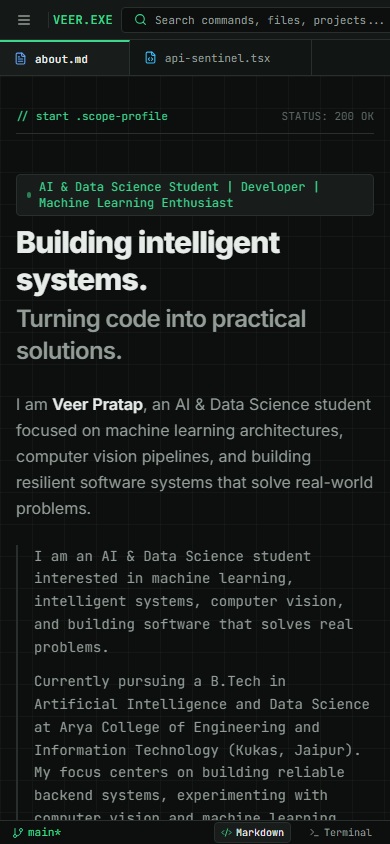 VEER.EXE Search commands, files, projects...
about.md api-sentinel.tsx
// start .scope-profile STATUS: 200 OK
AI & Data Science Student | Developer |
Machine Learning Enthusiast
Building intelligent
systems.
Turning code into practical
solutions.
I am Veer Pratap, an AI & Data Science student
focused on machine learning architectures,
computer vision pipelines, and building
resilient software systems that solve real-world
problems.
I am an AI & Data Science student
interested in machine learning,
intelligent systems, computer vision,
and building software that solves real
problems.
Currently pursuing a B.Tech in
Artificial Intelligence and Data Science
at Arya College of Engineering and
Information Technology (Kukas, Jaipur).
My focus centers on building reliable
backend systems, experimenting with
computer vision and machine learning
main* </> Markdown >_ Terminal